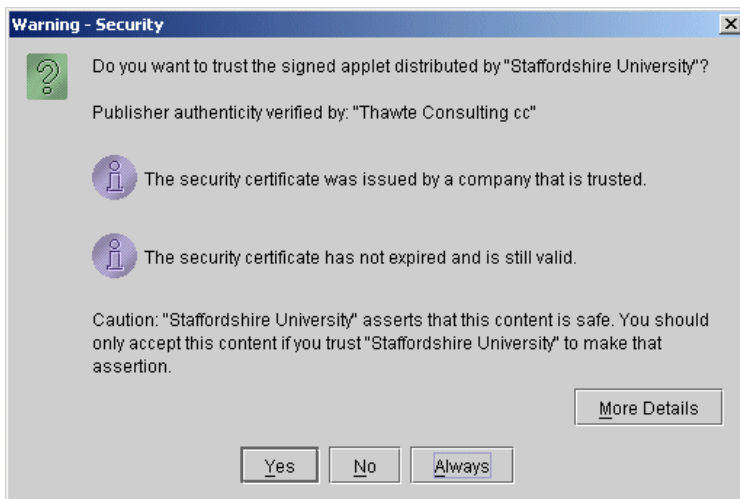 Warning - Security
Do you want to trust the signed applet distributed by "Staffordshire University"?
Publisher authenticity verified by: "Thawte Consulting cc"
The security certificate was issued by a company that is trusted.
The security certificate has not expired and is still valid.
Caution: "Staffordshire University" asserts that this content is safe. You should
only accept this content if you trust "Staffordshire University" to make that
assertion.
More Details
Yes No Always